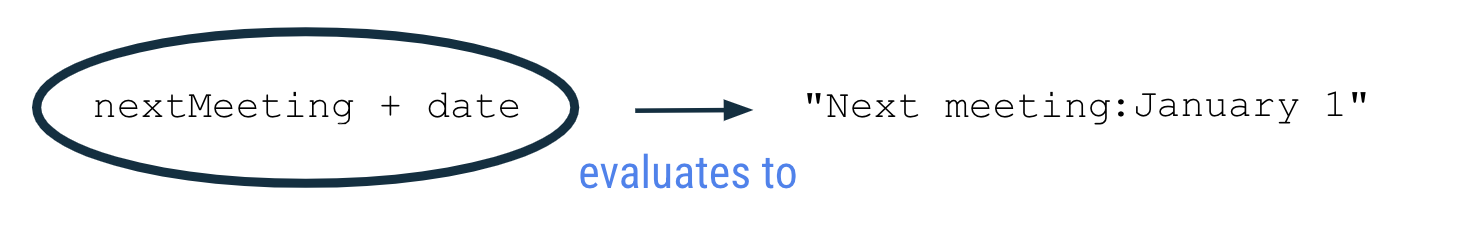 nextMeeting + date "Next meeting:January 1"
evaluates to